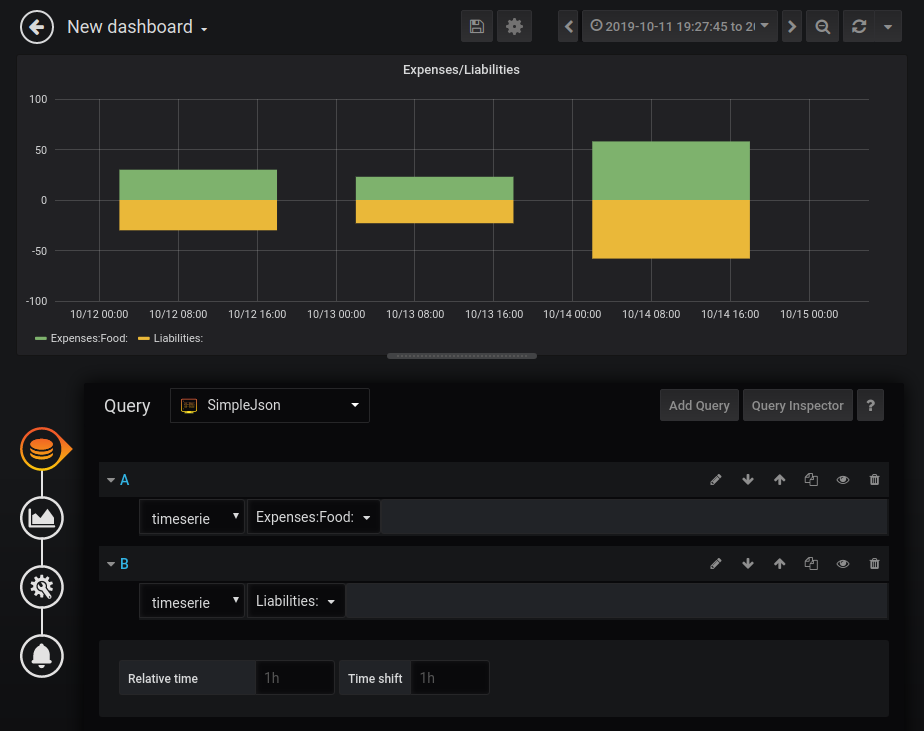 New dashboard
2019-10-11 19:27:45 to 2
Expenses/Liabilities
100
50
0
-50
-100
10/12 00:00 10/12 08:00 10/12 16:00 10/13 00:00 10/13 08:00 10/13 16:00 10/14 00:00 10/14 08:00 10/14 16:00 10/15 00:00
Expenses:Food: Liabilities:
Query SimpleJson Add Query Query Inspector ?
A
timeserie Expenses:Food:
B
timeserie Liabilities:
Relative time 1h Time shift 1h